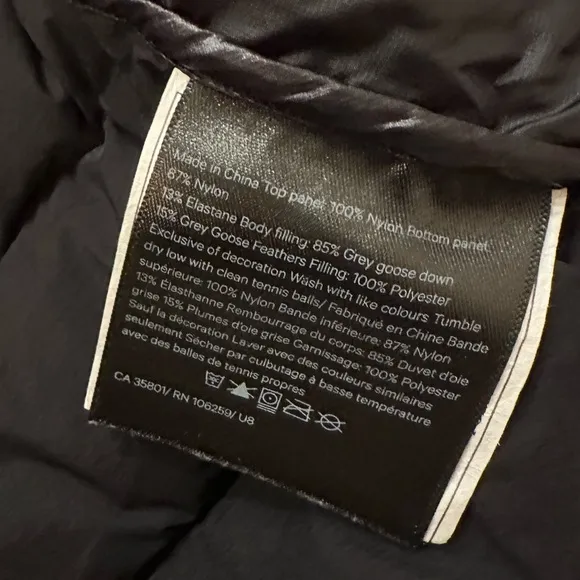 Made in China Top panel: 100% Nylon Bottom panel:
87% Nylon
13% Elastane Body filling: 85% Grey goose down
15% Grey Goose Feathers Filling: 100% Polyester
Exclusive of decoration Wash with like colours Tumble
dry low with clean tennis balls/ Fabriqué en Chine Bande
supérieure: 100% Nylon Bande inférieure: 87% Nylon
13% Élasthanne Rembourrage du corps: 85% Duvet d'oie
grise 15% Plumes d'oie grise Garnissage: 100% Polyester
Sauf la décoration Laver avec des couleurs similaires
seulement Sécher par culbutage à basse température
avec des balles de tennis propres
CA 35801/ RN 106259/ U8